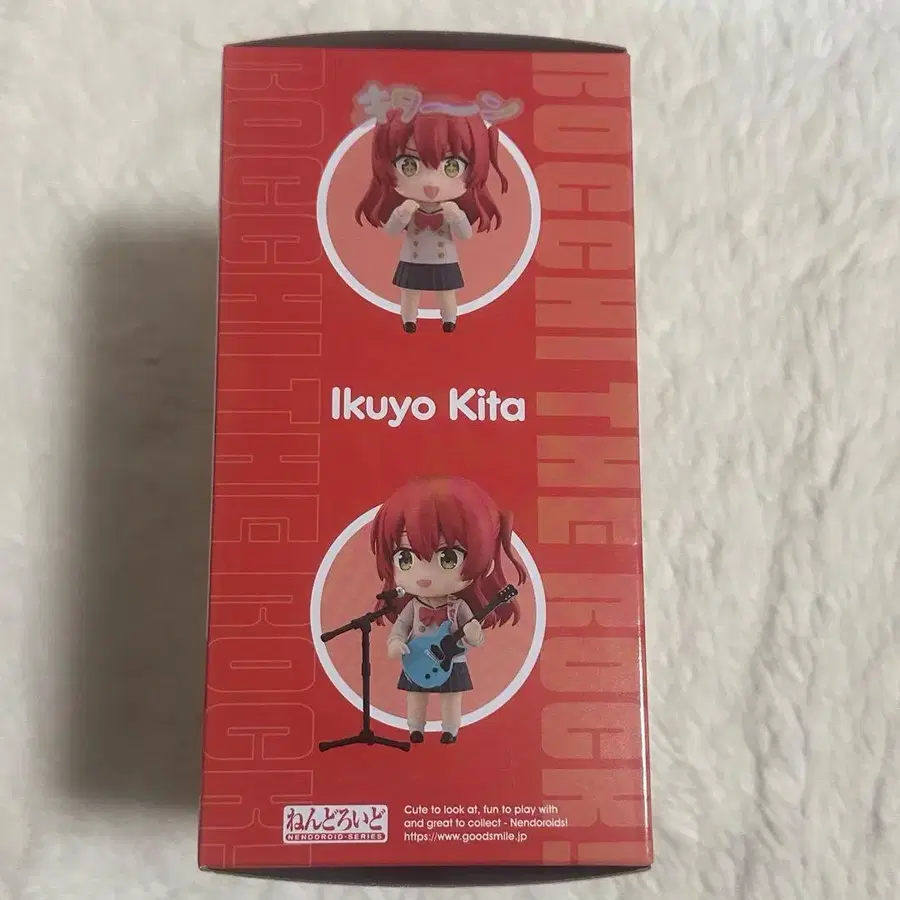 BOCCHI THE ROCK!
BOCCHI THE ROCK!
キターン
Ikuyo Kita
ねんどろいど
NENDOROID-SERIES
Cute to look at, fun to play with
and great to collect - Nendoroids!
https://www.goodsmile.jp